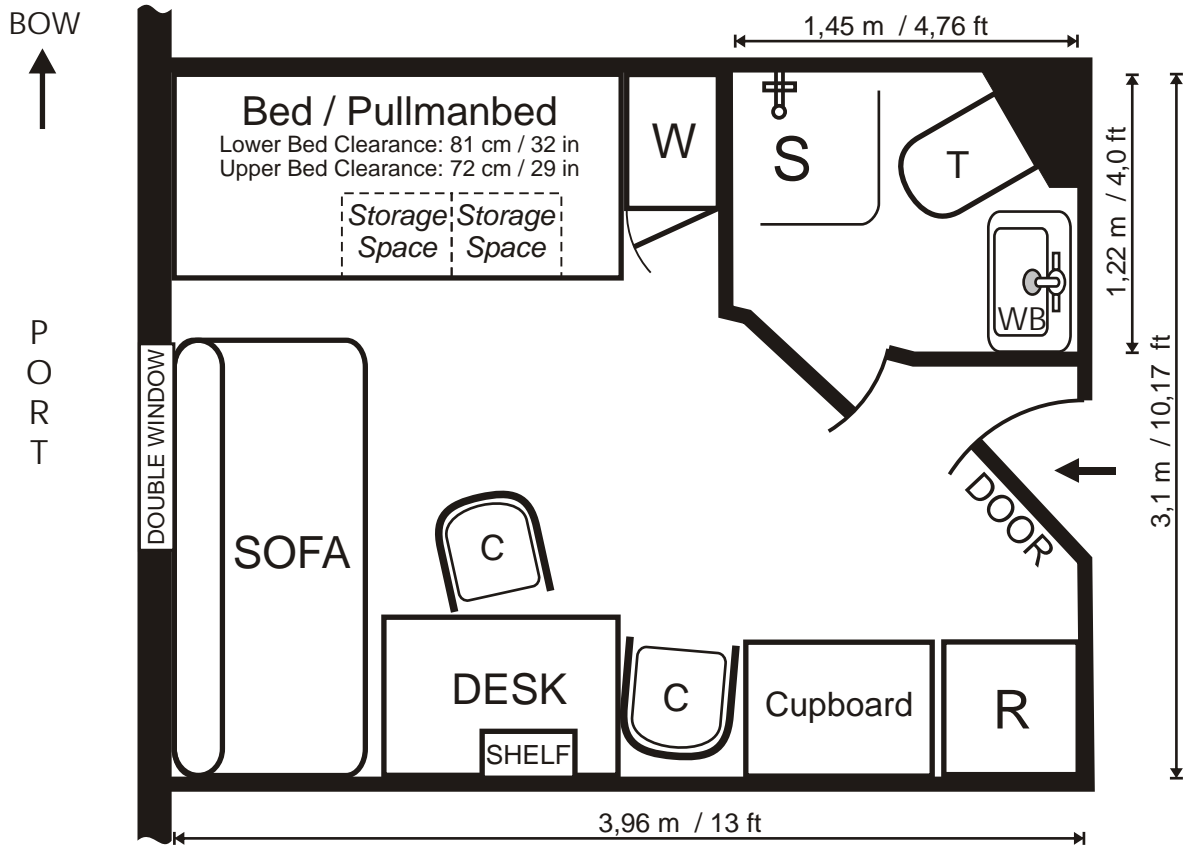 BOW
1,45 m / 4,76 ft
Bed / Pullmanbed
Lower Bed Clearance: 81 cm / 32 in
Upper Bed Clearance: 72 cm / 29 in
Storage Space
Storage Space
W
S
T
WB
1,22 m / 4,0 ft
3,1 m / 10,17 ft
PORT
DOUBLE WINDOW
SOFA
C
DOOR
DESK
SHELF
C
Cupboard
R
3,96 m / 13 ft